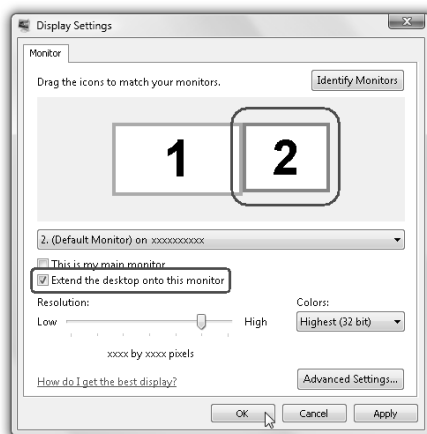 Display Settings
Monitor
Drag the icons to match your monitors.
Identify Monitors
1
2
2. (Default Monitor) on xxxxxxxxxx
This is my main monitor
Extend the desktop onto this monitor
Resolution:
Colors:
Low
High
Highest (32 bit)
xxxx by xxxx pixels
How do I get the best display?
Advanced Settings...
OK
Cancel
Apply